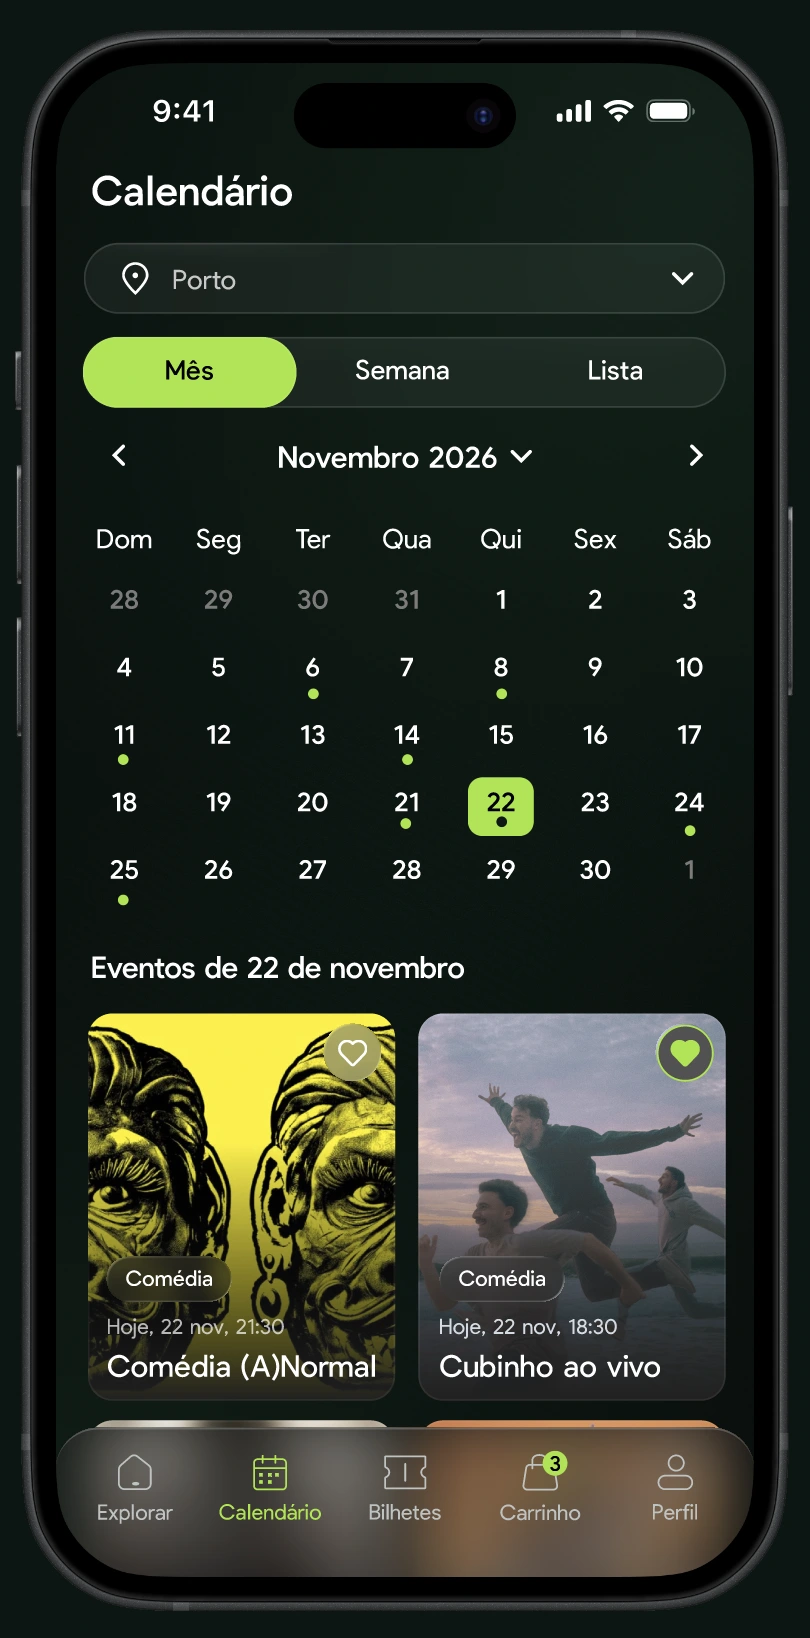 9:41
Calendário
Porto
Mês Semana Lista
Novembro 2026
Dom Seg Ter Qua Qui Sex Sáb
28 29 30 31 1 2 3
4 5 6 7 8 9 10
11 12 13 14 15 16 17
18 19 20 21 22 23 24
25 26 27 28 29 30 1
Eventos de 22 de novembro
Comédia
Hoje, 22 nov, 21:30
Comédia (A)Normal
Comédia
Hoje, 22 nov, 18:30
Cubinho ao vivo
3
Explorar Calendário Bilhetes Carrinho Perfil